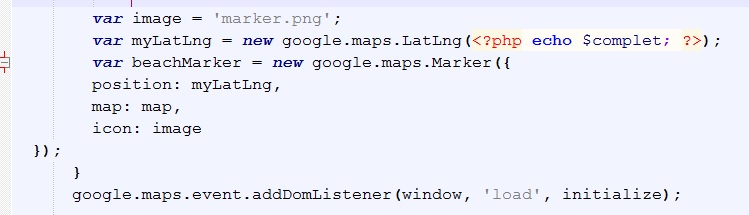 var image = 'marker.png';
var myLatLng = new google.maps.LatLng(<?php echo $complet; ?>);
var beachMarker = new google.maps.Marker({
position: myLatLng,
map: map,
icon: image
});
}
google.maps.event.addDomListener(window, 'load', initialize);